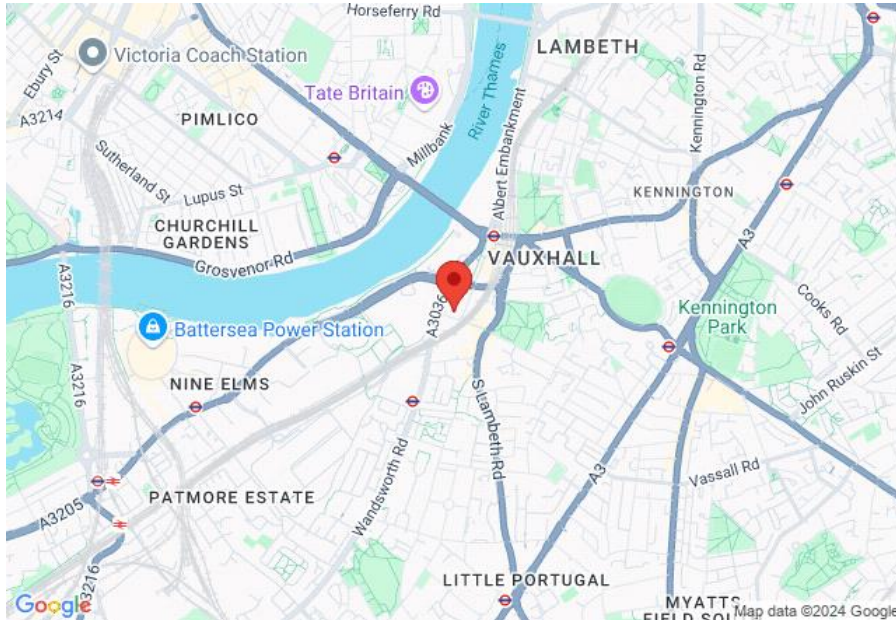 Horseferry Rd
LAMBETH
Ebury St
Victoria Coach Station
Tate Britain
River Thames
Kennington Rd
A3214
PIMLICO
Millbank
Albert Embankment
Sutherland St
Lupus St
KENNINGTON
CHURCHILL
GARDENS
Grosvenor Rd
VAUXHALL
A3
A3216
A3036
Kennington
Park
Cooks Rd
Battersea Power Station
John Ruskin St
A3216
NINE ELMS
S Lambeth Rd
Wandsworth Rd
A3
Vassall Rd
PATMORE ESTATE
A3205
A3216
LITTLE PORTUGAL
MYATTS
Google
Map data ©2024 Google